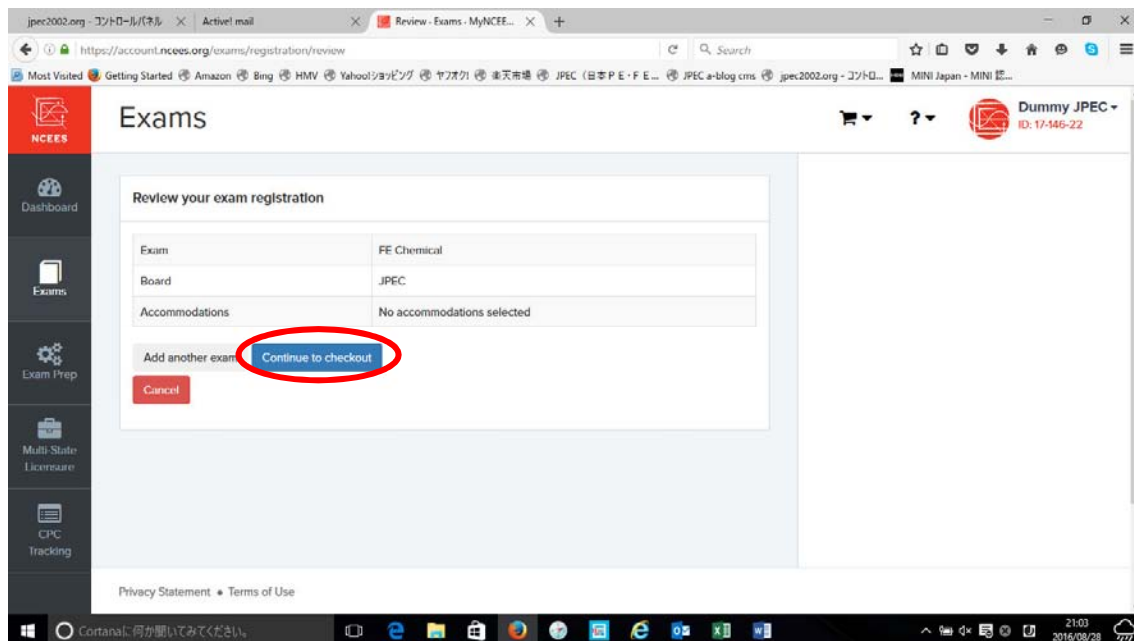 jpec2002.org - コントロールパネル
Active! mail
Review - Exams - MyNCEE...
https://account.ncees.org/exams/registration/review
Search
Most Visited Getting Started Amazon Bing HMV Yahoo!ショッピング ヤフオク! 楽天市場 JPEC (日本PE・FE... JPEC a-blog cms jpec2002.org - コントロ... MINI Japan - MINI 認...
NCEES
Exams
?
Dummy JPEC
ID: 17-146-22
Dashboard
Exams
Exam Prep
Multi-State
Licensure
CPC
Tracking
Review your exam registration
Exam FE Chemical
Board JPEC
Accommodations No accommodations selected
Add another exam Continue to checkout
Cancel
Privacy Statement • Terms of Use
Cortanaに何か聞いてみてください。
21:03
2016/08/28